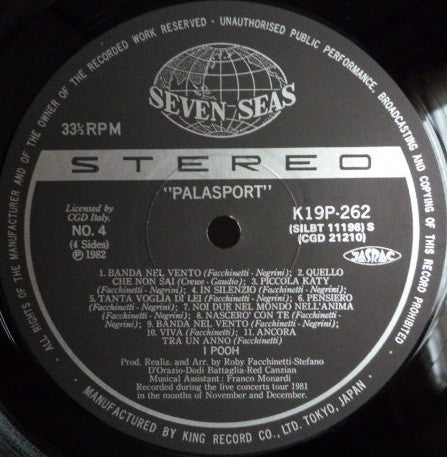 ALL RIGHTS OF THE MANUFACTURER AND OF THE OWNER OF THE RECORDED WORK RESERVED - UNAUTHORISED PUBLIC PERFORMANCE, BROADCASTING AND COPYING OF THIS RECORD PROHIBITED
SEVEN SEAS
33⅓ RPM
STEREO
"PALASPORT"
Licensed by
CGD Italy.
NO. 4
(4 Sides)
Ⓟ 1982
K19P-262
(SILBT 11196) S
(CGD 21210)
JASRAC
1. BANDA NEL VENTO (Facchinetti - Negrini); 2. QUELLO
CHE NON SAI (Creue - Gaudio); 3. PICCOLA KATY
(Facchinetti - Negrini); 4. IN SILENZIO (Facchinetti - Negrini);
5. TANTA VOGLIA DI LEI (Facchinetti - Negrini); 6. PENSIERO
(Facchinetti - Negrini); 7. NOI DUE NEL MONDO NELL'ANIMA
(Facchinetti - Negrini); 8. NASCERO' CON TE (Facchinetti -
Negrini); 9. BANDA NEL VENTO (Facchinetti - Negrini);
10. VIVA (Facchinetti - Negrini); 11. ANCORA
TRA UN ANNO (Facchinetti)
I POOH
Prod. Realiz. and Arr. by Roby Facchinetti-Stefano
D'Orazio-Dodi Battaglia-Red Canzian
Musical Assistant : Franco Monardi
Recorded during the live concerts tour 1981
in the months of November and December.
MANUFACTURED BY KING RECORD CO., LTD. TOKYO, JAPAN